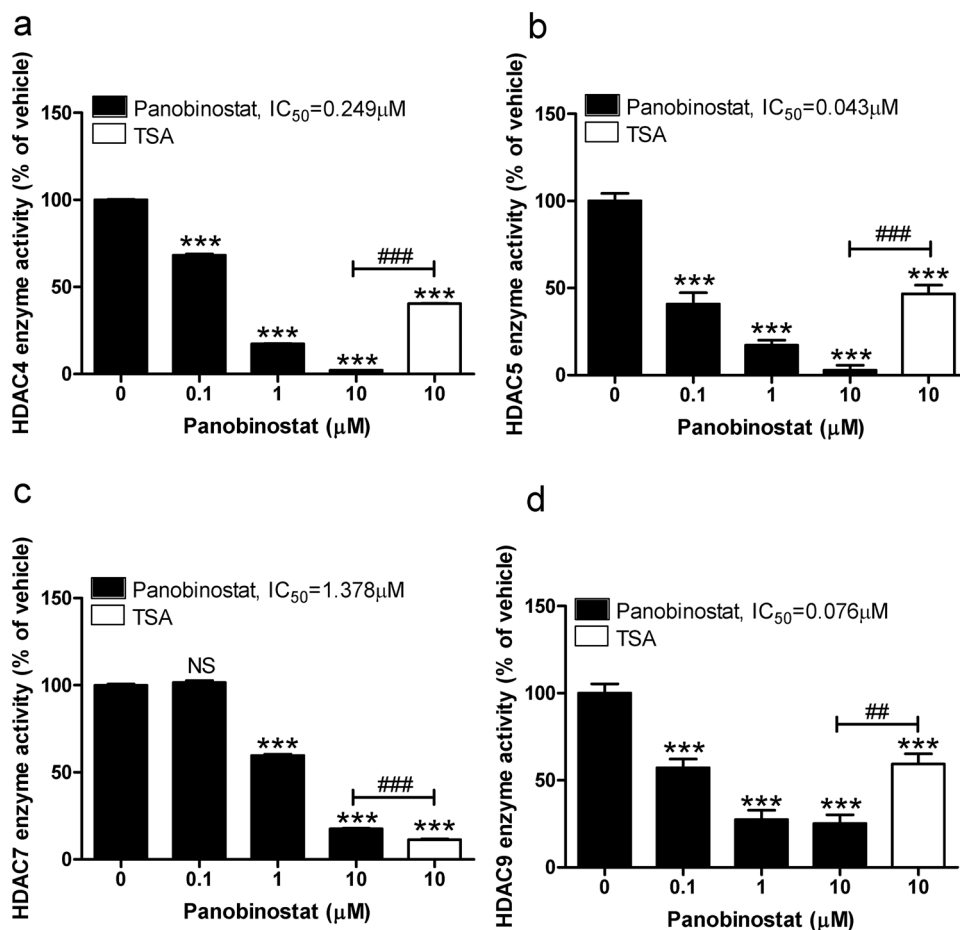 a
HDAC4 enzyme activity (% of vehicle)
Panobinostat, IC50=0.249μM
TSA
150
100
50
0
***
***
***
###
***
0 0.1 1 10 10
Panobinostat (μM)
b
HDAC5 enzyme activity (% of vehicle)
Panobinostat, IC50=0.043μM
TSA
150
100
50
0
***
***
***
###
***
0 0.1 1 10 10
Panobinostat (μM)
c
HDAC7 enzyme activity (% of vehicle)
Panobinostat, IC50=1.378μM
TSA
150
100
50
0
NS
***
###
***
***
0 0.1 1 10 10
Panobinostat (μM)
d
HDAC9 enzyme activity (% of vehicle)
Panobinostat, IC50=0.076μM
TSA
150
100
50
0
***
***
***
##
***
0 0.1 1 10 10
Panobinostat (μM)